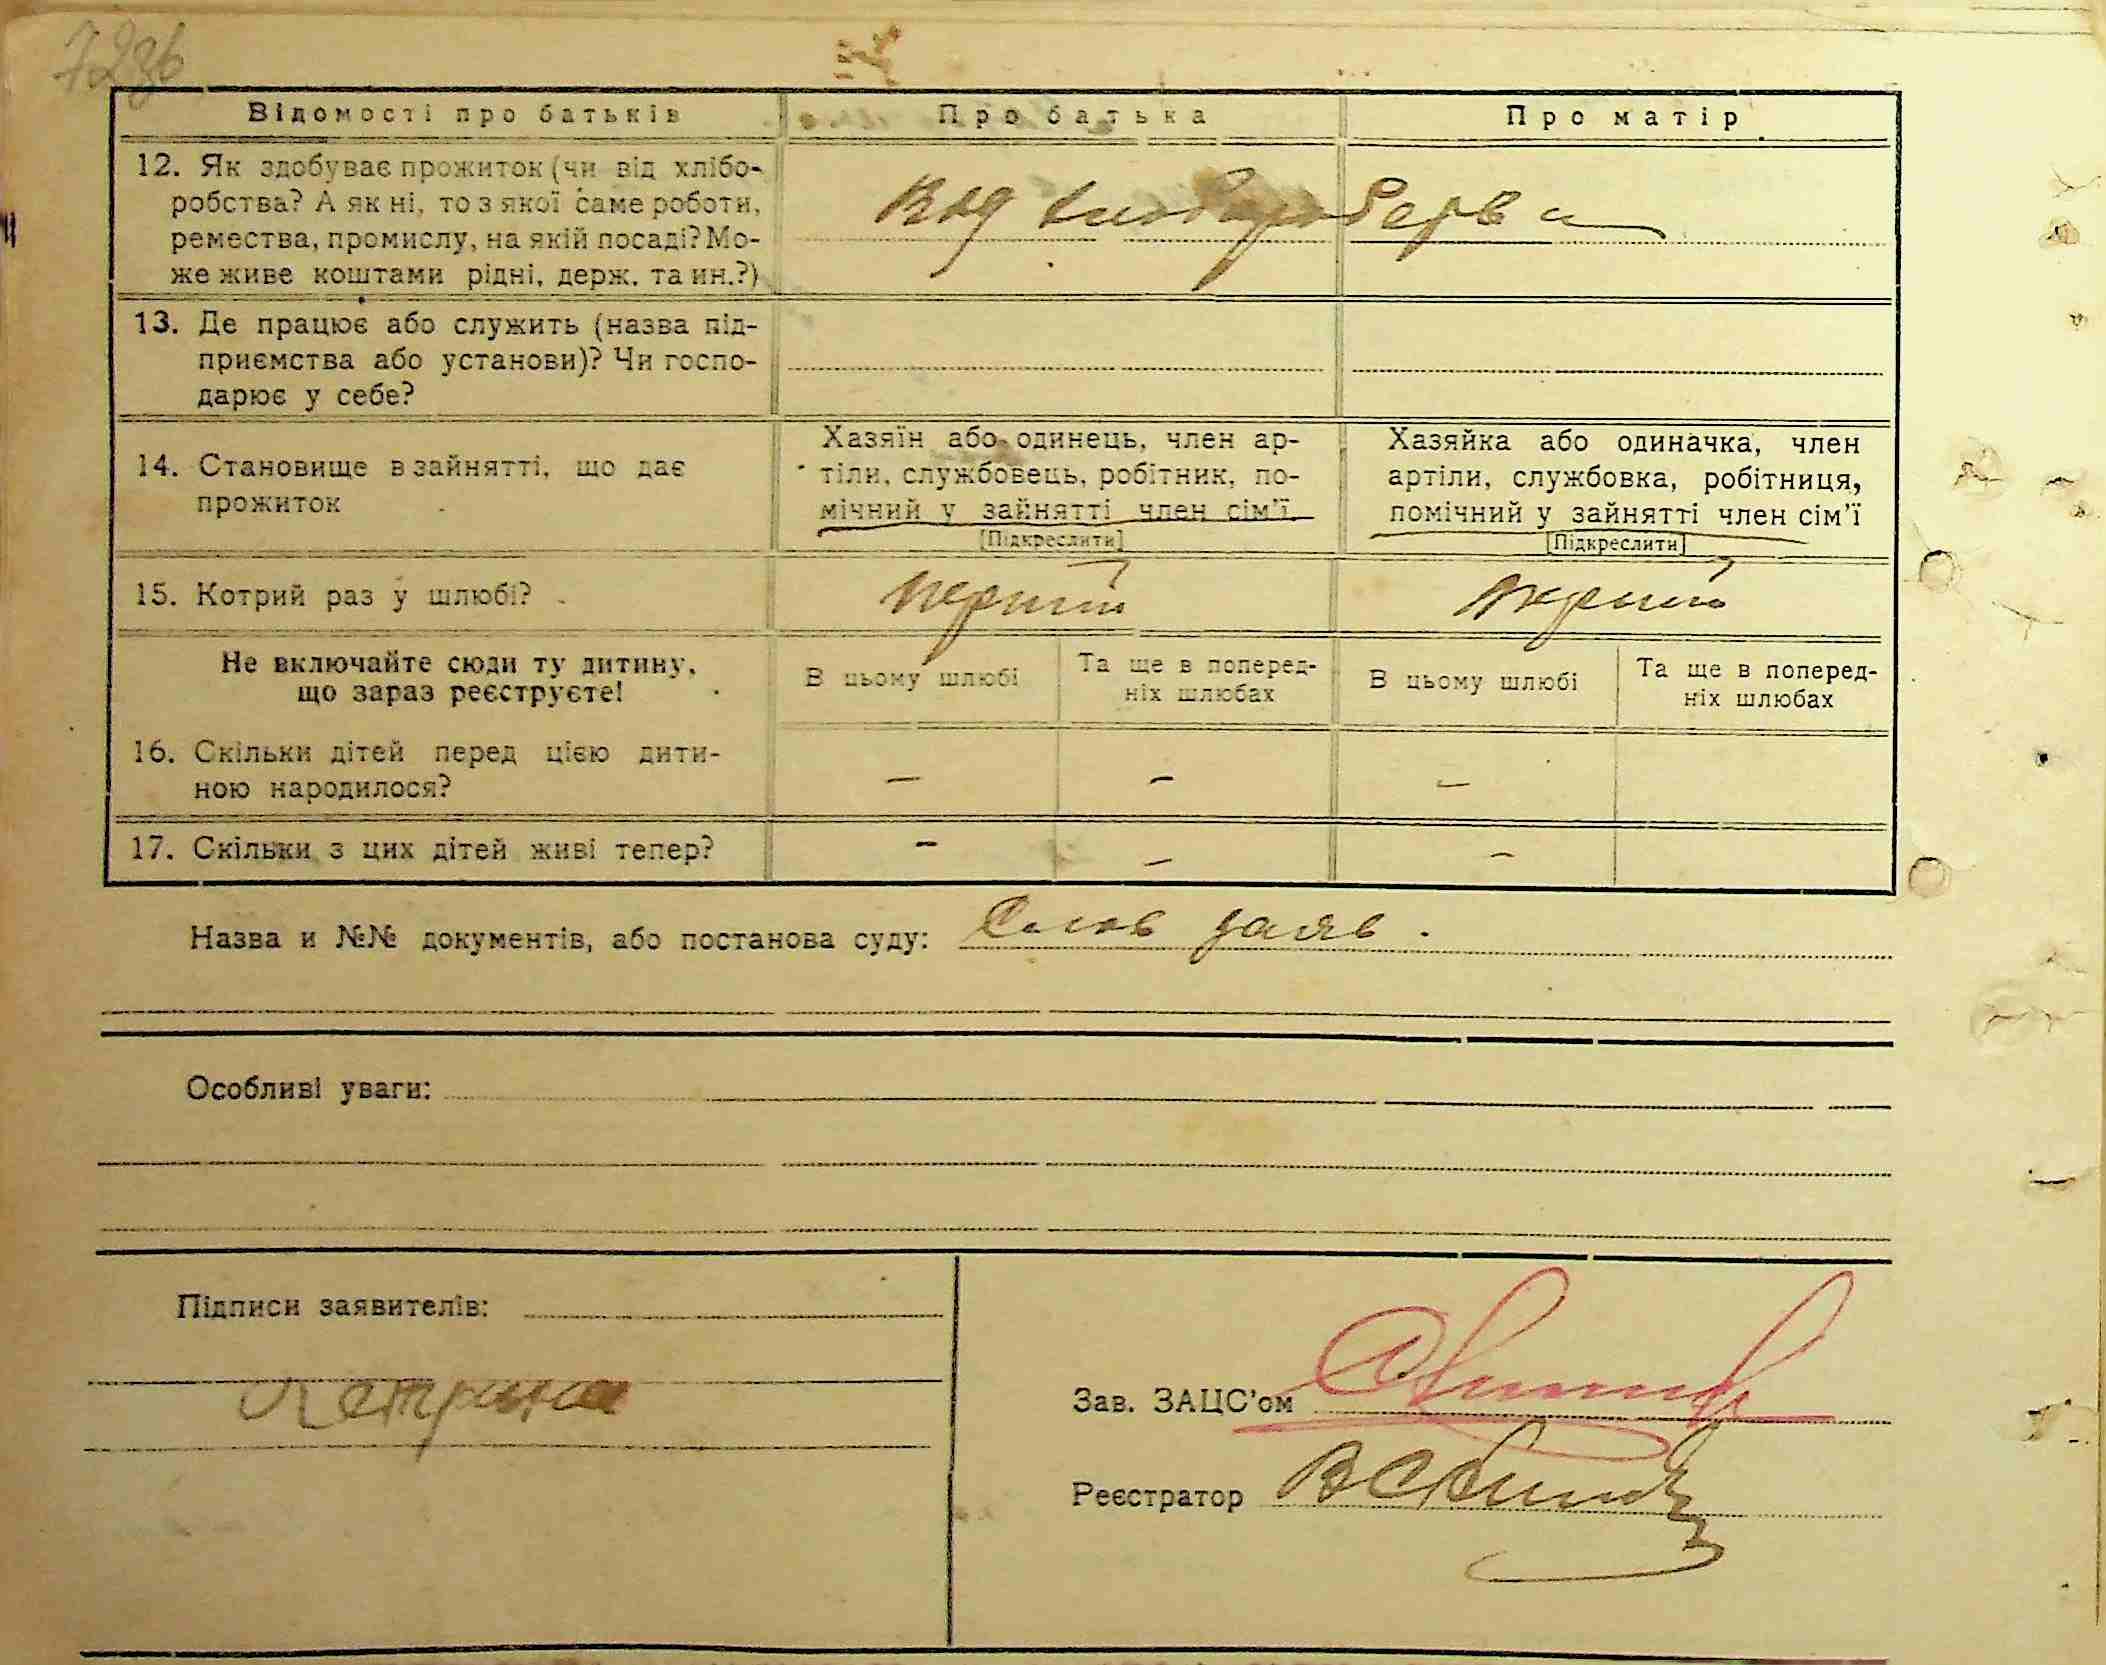 72зв
Відомості про батьків
Про батька
Про матір
12. Як здобуває прожиток (чи від хлібо-
робства? А як ні, то з якої саме роботи,
ремества, промислу, на якій посаді? Мо-
же живе коштами рідні, держ. та ин.?)
Від хліборобства
13. Де працює або служить (назва під-
приємства або установи)? Чи госпо-
дарює у себе?
14. Становище в зайнятті, що дає
прожиток
Хазяїн або одинець, член ар-
тіли, службовець, робітник, по-
мічний у зайнятті член сім'ї
[Підкреслити]
Хазяйка або одиначка, член
артіли, службовка, робітниця,
помічний у зайнятті член сім'ї
[Підкреслити]
15. Котрий раз у шлюбі?
перший
перший
Не включайте сюди ту дитину,
що зараз реєструєте!
В цьому шлюбі
Та ще в поперед-
ніх шлюбах
В цьому шлюбі
Та ще в поперед-
ніх шлюбах
16. Скільки дітей перед цією дити-
ною народилося?
– – –
17. Скільки з цих дітей живі тепер?
– – –
Назва и №№ документів, або постанова суду: Слов заяв.
Особливі уваги:
Підписи заявителів:
Зав. ЗАЦС'ом
Реєстратор